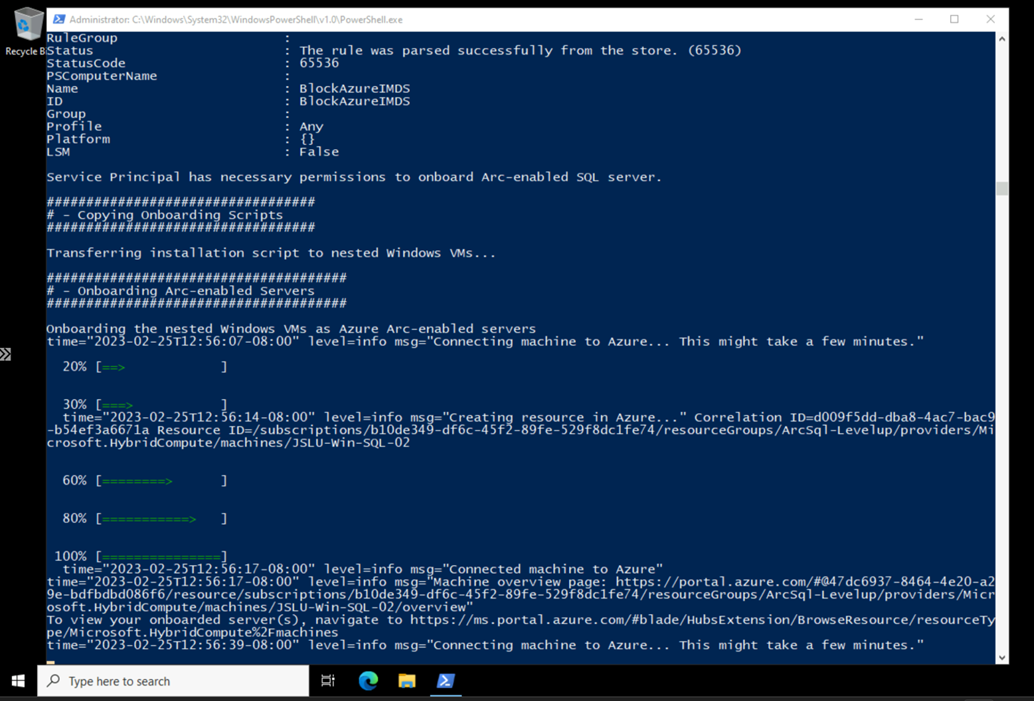 Administrator: C:\Windows\System32\WindowsPowerShell\v1.0\PowerShell.exe
Recycle B
RuleGroup                     :
Status                        : The rule was parsed successfully from the store. (65536)
StatusCode                    : 65536
PSComputerName                :
Name                          : BlockAzureIMDS
ID                            : BlockAzureIMDS
Group                         :
Profile                       : Any
Platform                      : {}
LSM                           : False
Service Principal has necessary permissions to onboard Arc-enabled SQL server.
##################################
# - Copying Onboarding Scripts
##################################
Transferring installation script to nested Windows VMs...
######################################
# - Onboarding Arc-enabled Servers
######################################
Onboarding the nested Windows VMs as Azure Arc-enabled servers
time="2023-02-25T12:56:07-08:00" level=info msg="Connecting machine to Azure... This might take a few minutes."
20% [==>            ]
30% [===>           ]
time="2023-02-25T12:56:14-08:00" level=info msg="Creating resource in Azure..." Correlation ID=d009f5dd-dba8-4ac7-bac9
-b54ef3a6671a Resource ID=/subscriptions/b10de349-df6c-45f2-89fe-529f8dc1fe74/resourceGroups/ArcSql-Levelup/providers/Mi
crosoft.HybridCompute/machines/JSLU-Win-SQL-02
60% [========>      ]
80% [===========>   ]
100% [===============]
time="2023-02-25T12:56:17-08:00" level=info msg="Connected machine to Azure"
time="2023-02-25T12:56:17-08:00" level=info msg="Machine overview page: https://portal.azure.com/#@47dc6937-8464-4e20-a2
9e-bdfbdbd086f6/resource/subscriptions/b10de349-df6c-45f2-89fe-529f8dc1fe74/resourceGroups/ArcSql-Levelup/providers/Micr
osoft.HybridCompute/machines/JSLU-Win-SQL-02/overview"
To view your onboarded server(s), navigate to https://ms.portal.azure.com/#blade/HubsExtension/BrowseResource/resourceTy
pe/Microsoft.HybridCompute%2Fmachines
time="2023-02-25T12:56:39-08:00" level=info msg="Connecting machine to Azure... This might take a few minutes."
Type here to search